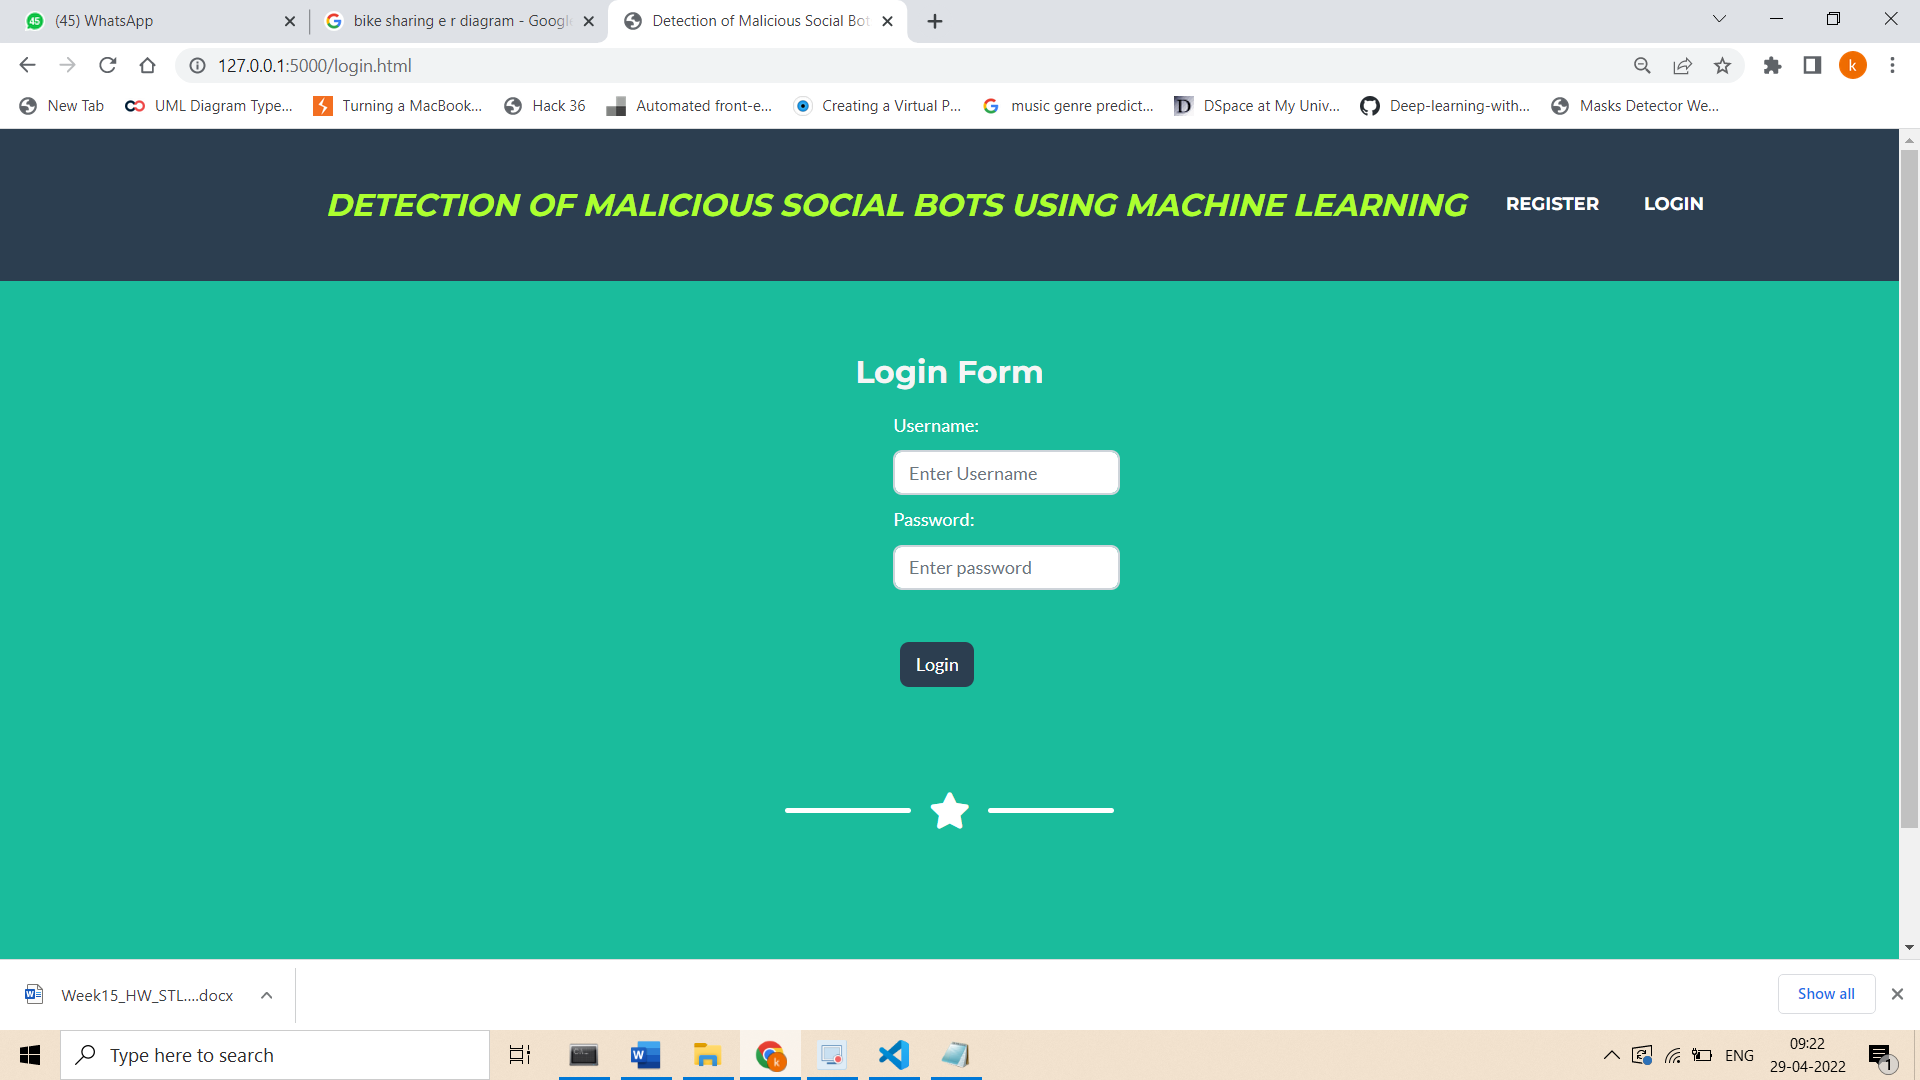 45 (45) WhatsApp
bike sharing e r diagram - Google
Detection of Malicious Social Bot
127.0.0.1:5000/login.html
k
New Tab
UML Diagram Type...
Turning a MacBook...
Hack 36
Automated front-e...
Creating a Virtual P...
music genre predict...
DSpace at My Univ...
Deep-learning-with...
Masks Detector We...
DETECTION OF MALICIOUS SOCIAL BOTS USING MACHINE LEARNING
REGISTER
LOGIN
Login Form
Username:
Enter Username
Password:
Enter password
Login
Week15_HW_STL....docx
Show all
Type here to search
k
ENG
09:22
29-04-2022
1